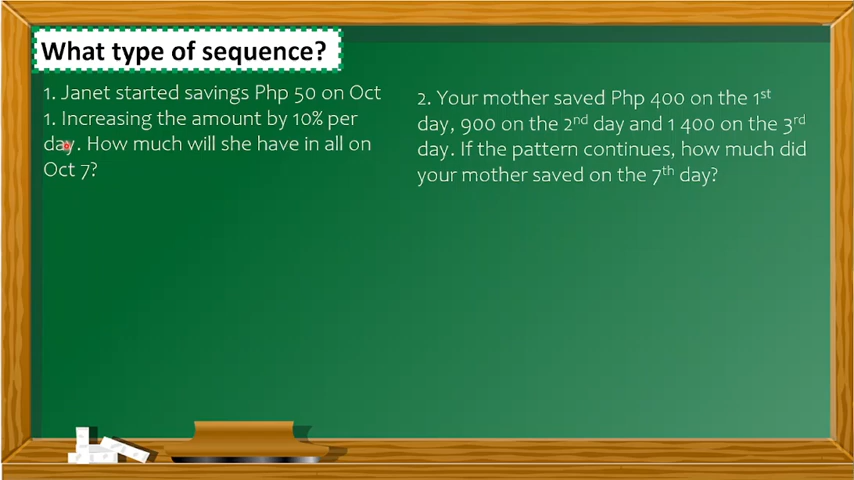 What type of sequence?
1. Janet started savings Php 50 on Oct
1. Increasing the amount by 10% per
day. How much will she have in all on
Oct 7?
2. Your mother saved Php 400 on the 1st
day, 900 on the 2nd day and 1 400 on the 3rd
day. If the pattern continues, how much did
your mother saved on the 7th day?